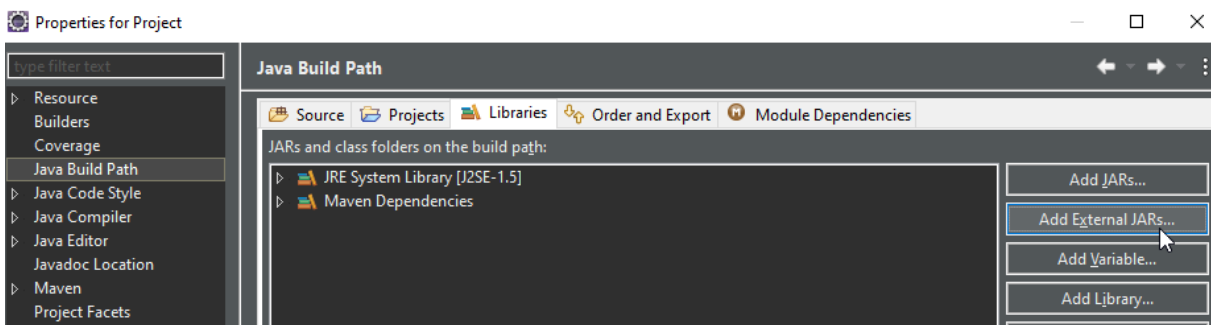 Properties for Project
type filter text
Resource
Builders
Coverage
Java Build Path
Java Code Style
Java Compiler
Java Editor
Javadoc Location
Maven
Project Facets
Java Build Path
Source Projects Libraries Order and Export Module Dependencies
JARs and class folders on the build path:
JRE System Library [J2SE-1.5]
Maven Dependencies
Add JARs...
Add External JARs...
Add Variable...
Add Library...